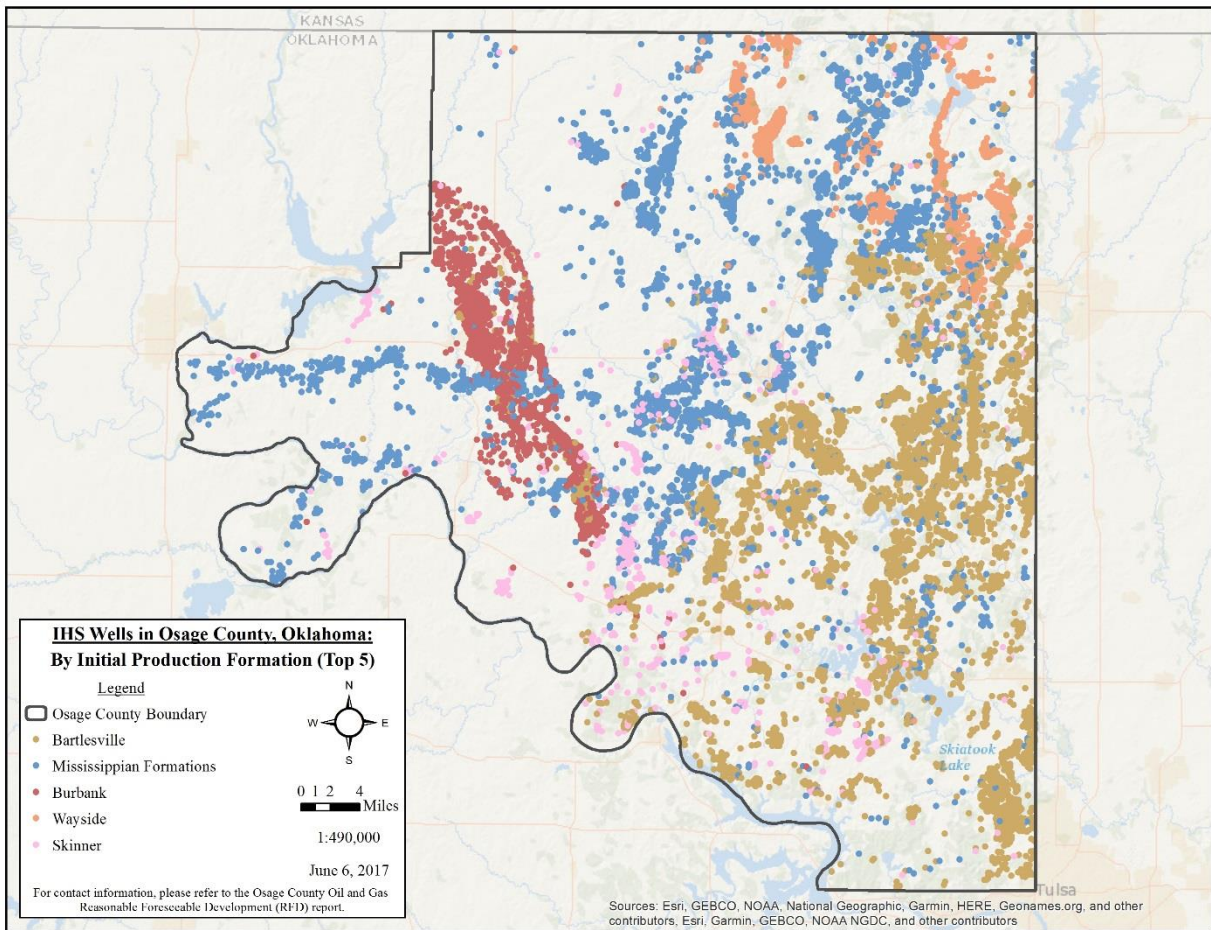 KANSAS
OKLAHOMA
Skiatook
Lake
Tulsa
IHS Wells in Osage County, Oklahoma:
By Initial Production Formation (Top 5)
Legend
Osage County Boundary
Bartlesville
Mississippian Formations
Burbank
Wayside
Skinner
N
W E
S
0 1 2 4
Miles
1:490,000
June 6, 2017
For contact information, please refer to the Osage County Oil and Gas
Reasonable Foreseeable Development (RFD) report.
Sources: Esri, GEBCO, NOAA, National Geographic, Garmin, HERE, Geonames.org, and other
contributors, Esri, Garmin, GEBCO, NOAA NGDC, and other contributors